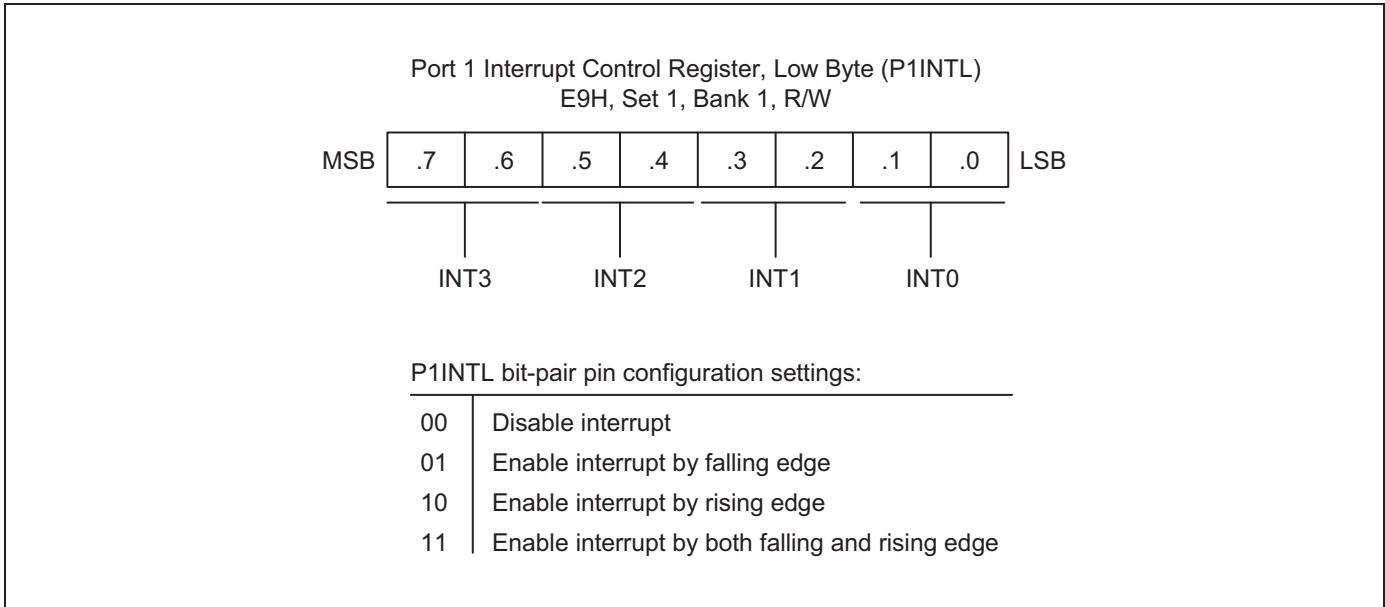 Port 1 Interrupt Control Register, Low Byte (P1INTL)
E9H, Set 1, Bank 1, R/W
MSB .7 .6 .5 .4 .3 .2 .1 .0 LSB
INT3 INT2 INT1 INT0
P1INTL bit-pair pin configuration settings:
00 Disable interrupt
01 Enable interrupt by falling edge
10 Enable interrupt by rising edge
11 Enable interrupt by both falling and rising edge